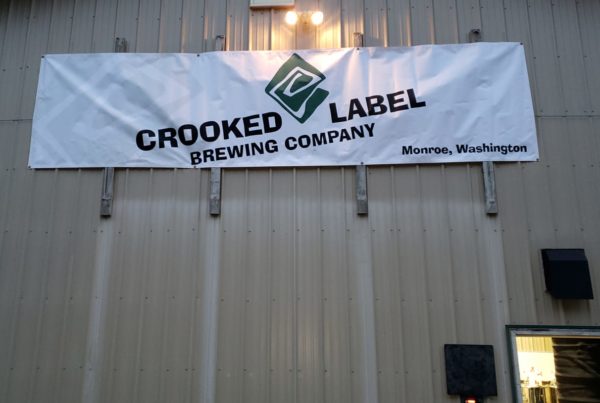 CROOKED LABEL
BREWING COMPANY
Monroe, Washington